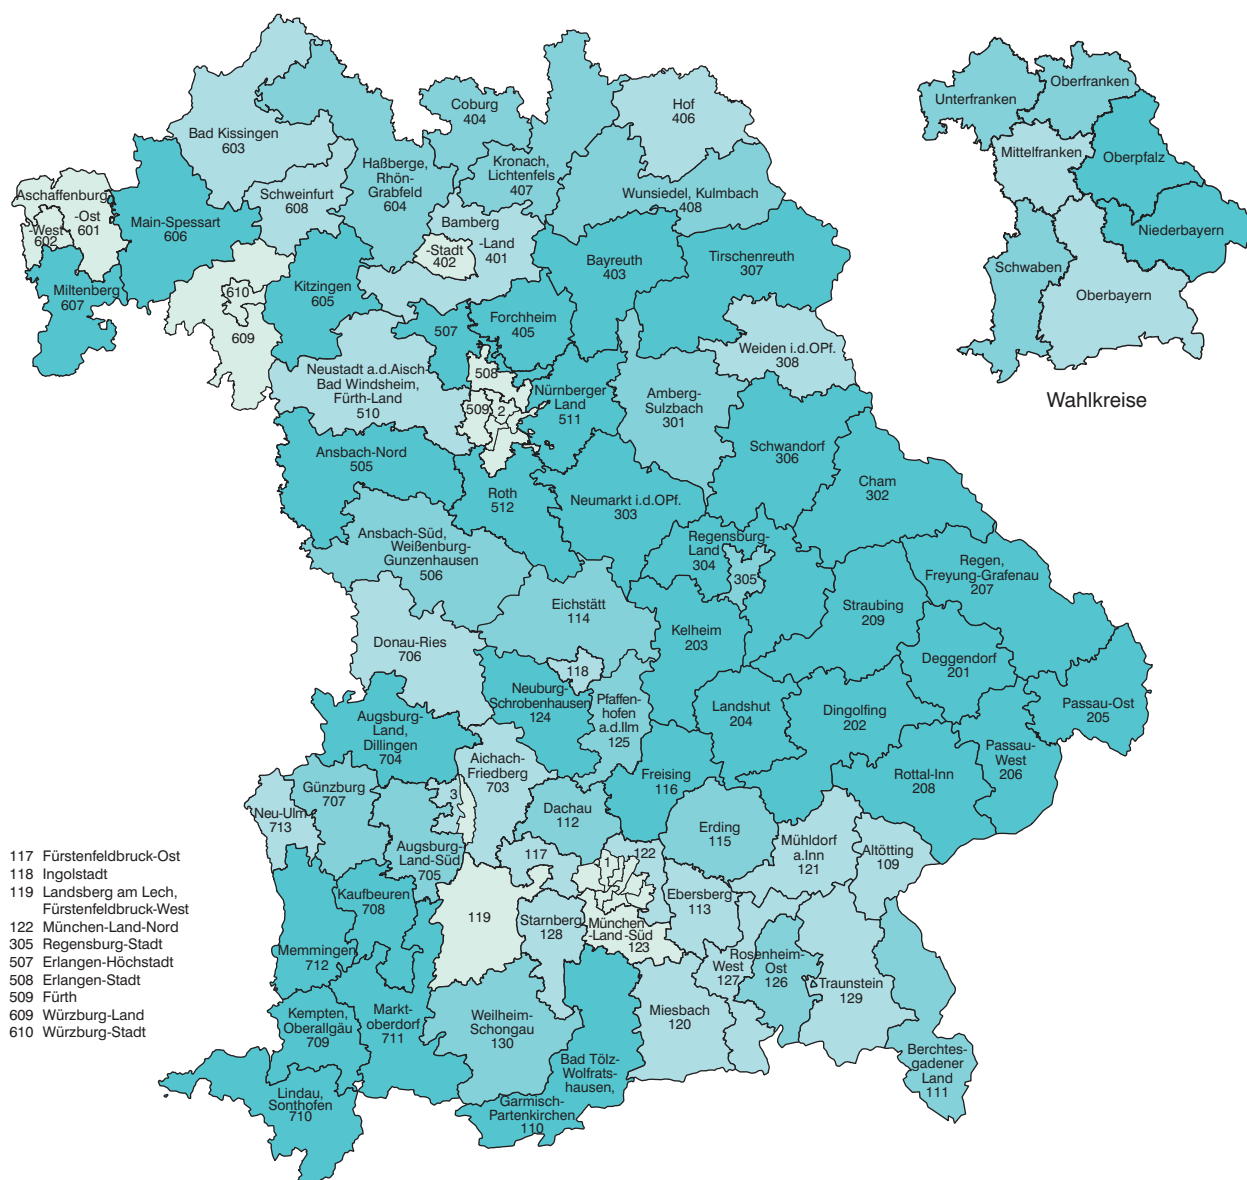 Bad Kissingen
603
Coburg
404
Hof
406
Haßberge,
Rhön-
Grabfeld
604
Kronach,
Lichtenfels
407
Wunsiedel, Kulmbach
408
Aschaffenburg
-Ost
601
-West
602
Main-Spessart
606
Schweinfurt
608
Bamberg
-Land
401
-Stadt
402
Bayreuth
403
Tirschenreuth
307
Miltenberg
607
610
609
Kitzingen
605
507
Forchheim
405
Weiden i.d.OPf.
308
Neustadt a.d.Aisch-
Bad Windsheim,
Fürth-Land
510
508
509
2
Nürnberger
Land
511
Amberg-
Sulzbach
301
Ansbach-Nord
505
Schwandorf
306
Cham
302
Roth
512
Neumarkt i.d.OPf.
303
Ansbach-Süd,
Weißenburg-
Gunzenhausen
506
Regensburg-
Land
304
305
Regen,
Freyung-Grafenau
207
Eichstätt
114
Straubing
209
Donau-Ries
706
Kelheim
203
Deggendorf
201
118
Neuburg-
Schrobenhausen
124
Pfaffen-
hofen
a.d.Ilm
125
Landshut
204
Dingolfing
202
Passau-Ost
205
Augsburg-
Land,
Dillingen
704
Passau-
West
206
Aichach-
Friedberg
703
Freising
116
Rottal-Inn
208
Günzburg
707
3
Neu-Ulm
713
Dachau
112
Erding
115
Mühldorf
a.Inn
121
Altötting
109
Augsburg-
Land-Süd
705
117
1
122
Kaufbeuren
708
119
Starnberg
128
München
-Land-Süd
123
Ebersberg
113
Memmingen
712
West
127
Rosenheim-
Ost
126
Traunstein
129
Kempten,
Oberallgäu
709
Markt-
oberdorf
711
Weilheim-
Schongau
130
Miesbach
120
Bad Tölz-
Wolfrats-
hausen,
Garmisch-
Partenkirchen
110
Berchtes-
gadener
Land
111
Lindau,
Sonthofen
710
Unterfranken
Oberfranken
Mittelfranken
Oberpfalz
Niederbayern
Schwaben
Oberbayern
Wahlkreise
117 Fürstenfeldbruck-Ost
118 Ingolstadt
119 Landsberg am Lech,
Fürstenfeldbruck-West
122 München-Land-Nord
305 Regensburg-Stadt
507 Erlangen-Höchstadt
508 Erlangen-Stadt
509 Fürth
609 Würzburg-Land
610 Würzburg-Stadt